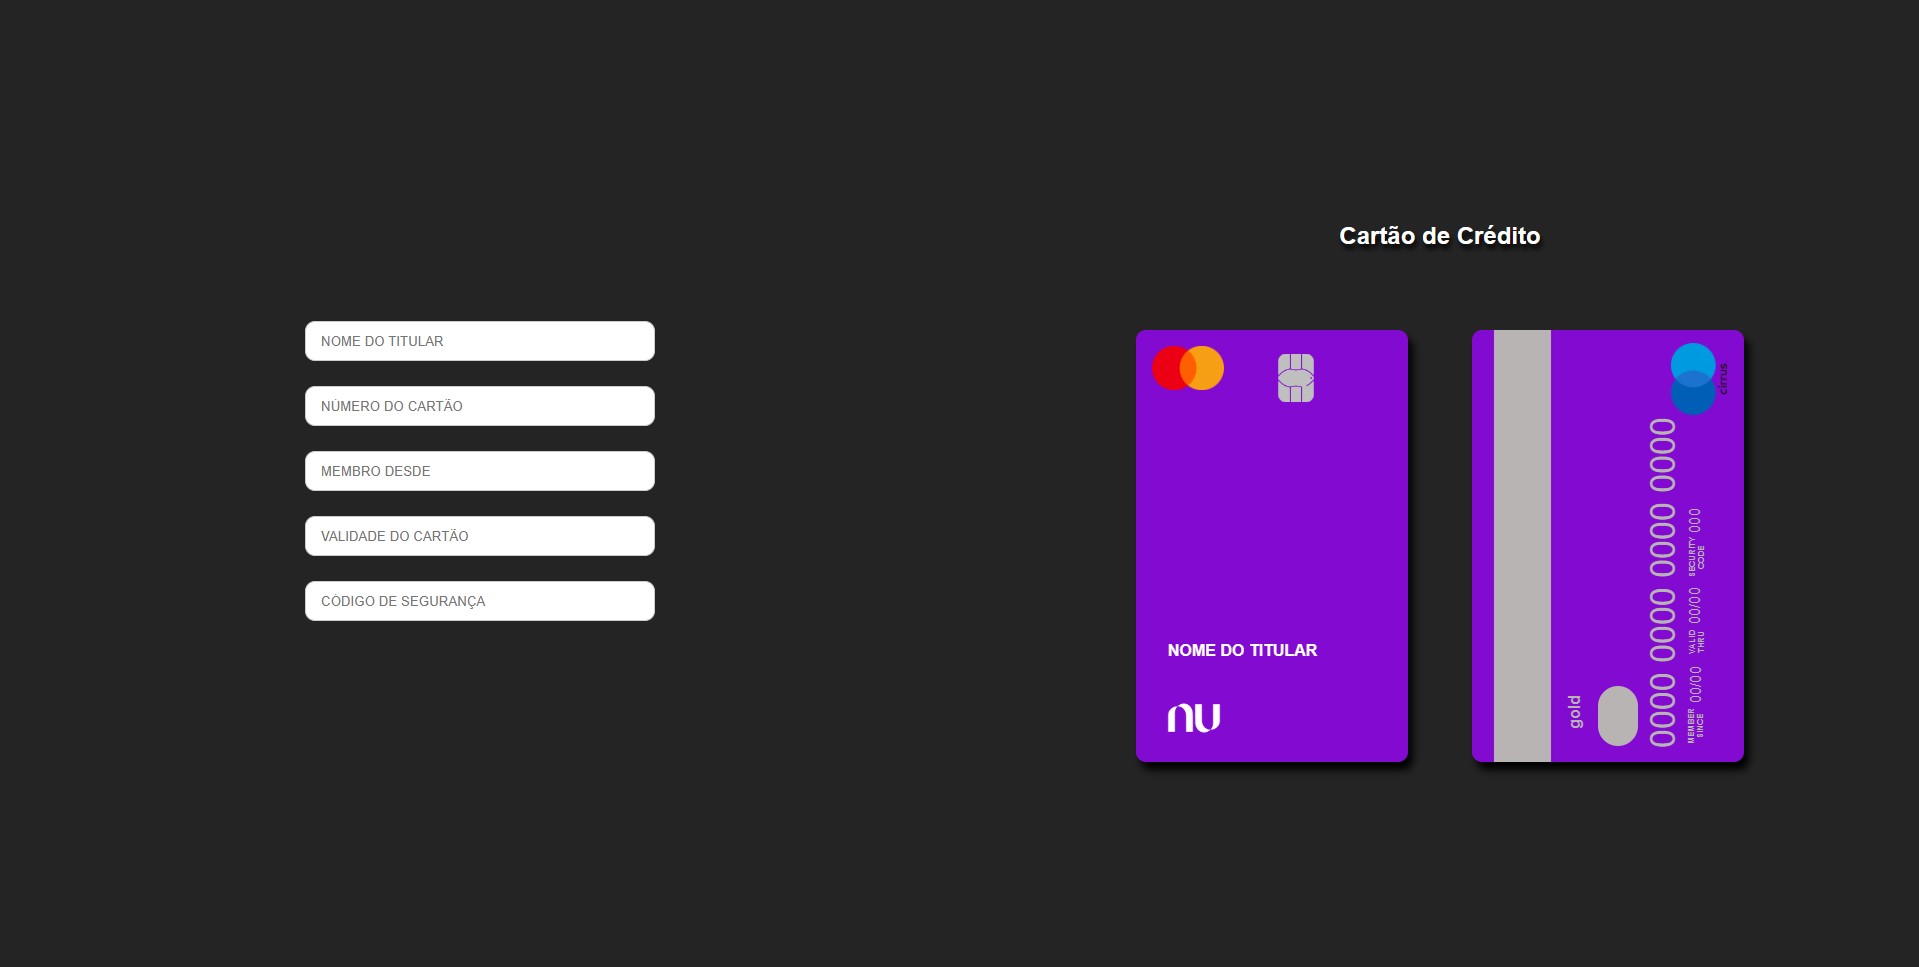 Cartão de Crédito
NOME DO TITULAR
NÚMERO DO CARTÃO
MEMBRO DESDE
VALIDADE DO CARTÃO
CÓDIGO DE SEGURANÇA
NOME DO TITULAR
nu
cirrus
gold
0000 0000 0000 0000
MEMBER
SINCE
00/00
VALID
THRU
00/00
SECURITY
CODE
000